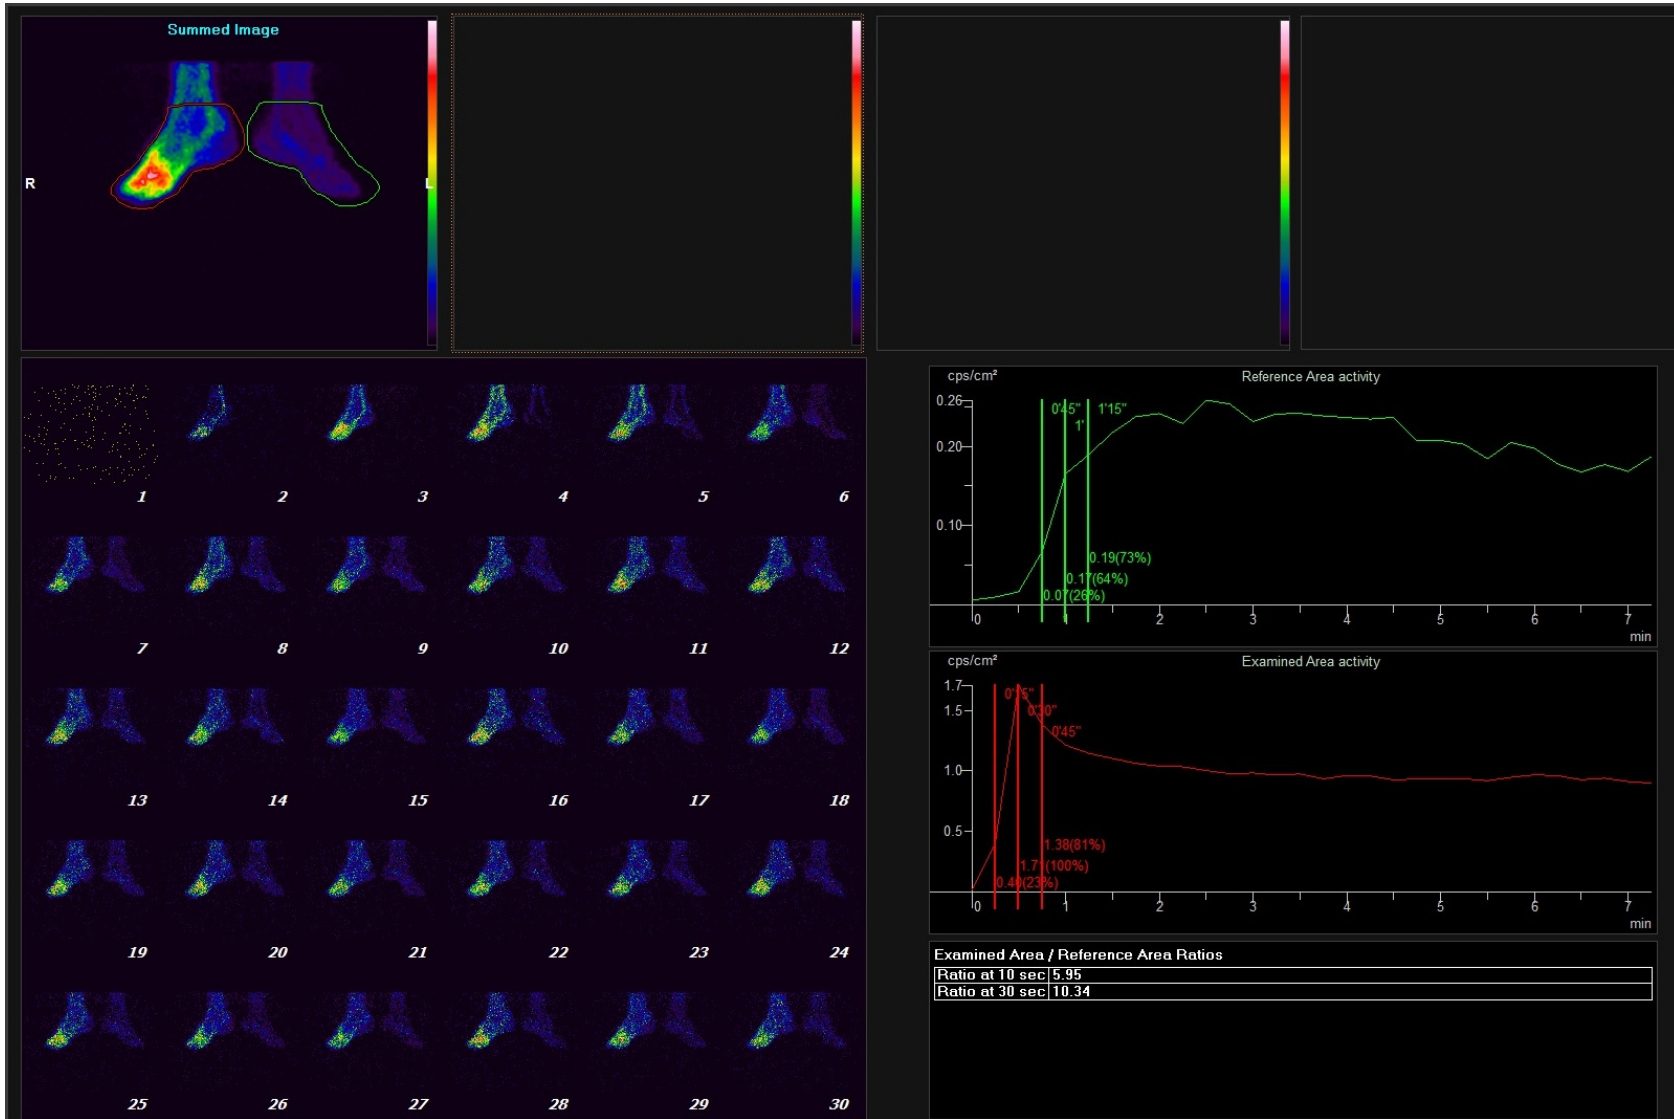 Summed Image
R
L
1 2 3 4 5 6
7 8 9 10 11 12
13 14 15 16 17 18
19 20 21 22 23 24
25 26 27 28 29 30
cps/cm²
Reference Area activity
0.26
0.20
0.10
0'45"
1'
1'15"
0.19(73%)
0.17(64%)
0.07(26%)
0 1 2 3 4 5 6 7
min
cps/cm²
Examined Area activity
1.7
1.5
1.0
0.5
0'30"
0'45"
1.38(81%)
1.71(100%)
0.40(23%)
0 1 2 3 4 5 6 7
min
Examined Area / Reference Area Ratios
Ratio at 10 sec 5.95
Ratio at 30 sec 10.34